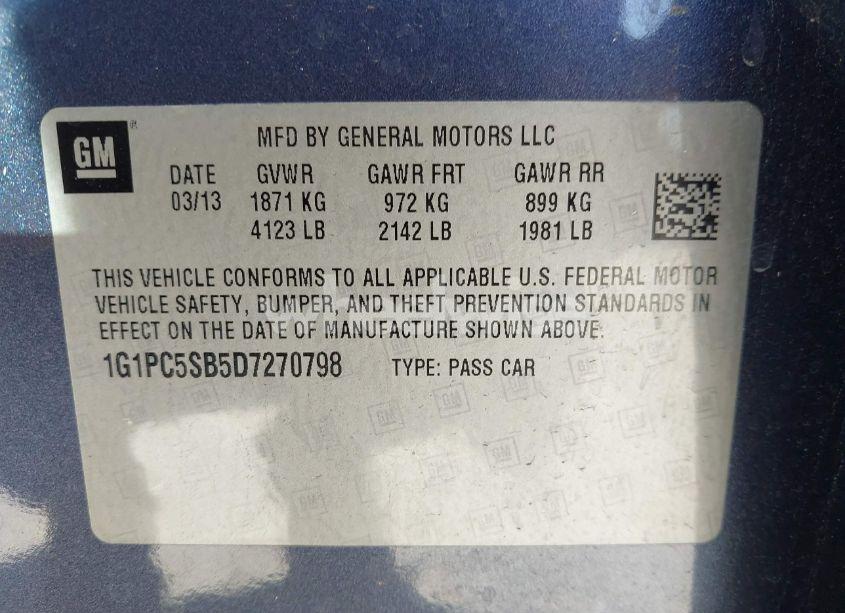 GM
MFD BY GENERAL MOTORS LLC
DATE GVWR GAWR FRT GAWR RR
03/13 1871 KG 972 KG 899 KG
4123 LB 2142 LB 1981 LB
THIS VEHICLE CONFORMS TO ALL APPLICABLE U.S. FEDERAL MOTOR
VEHICLE SAFETY, BUMPER, AND THEFT PREVENTION STANDARDS IN
EFFECT ON THE DATE OF MANUFACTURE SHOWN ABOVE.
1G1PC5SB5D7270798 TYPE: PASS CAR